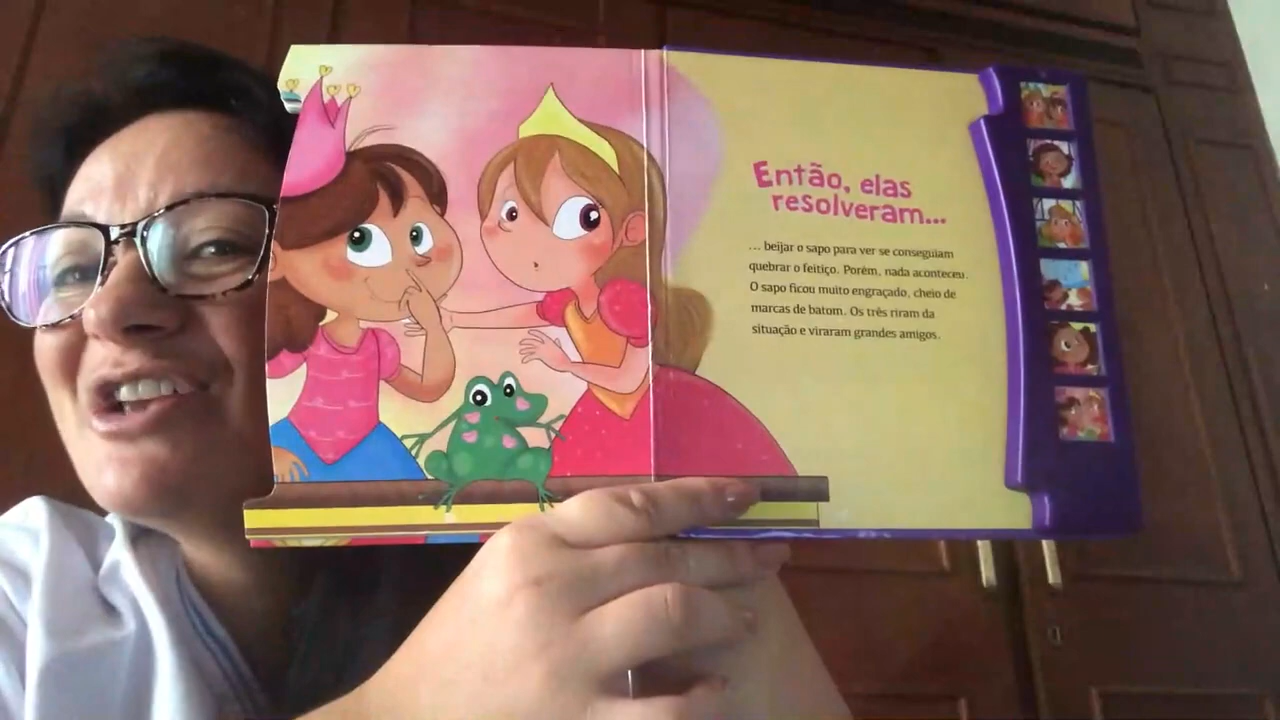 Então, elas
resolveram...
... beijar o sapo para ver se conseguiam
quebrar o feitiço. Porém, nada aconteceu.
O sapo ficou muito engraçado, cheio de
marcas de batom. Os três riram da
situação e viraram grandes amigos.